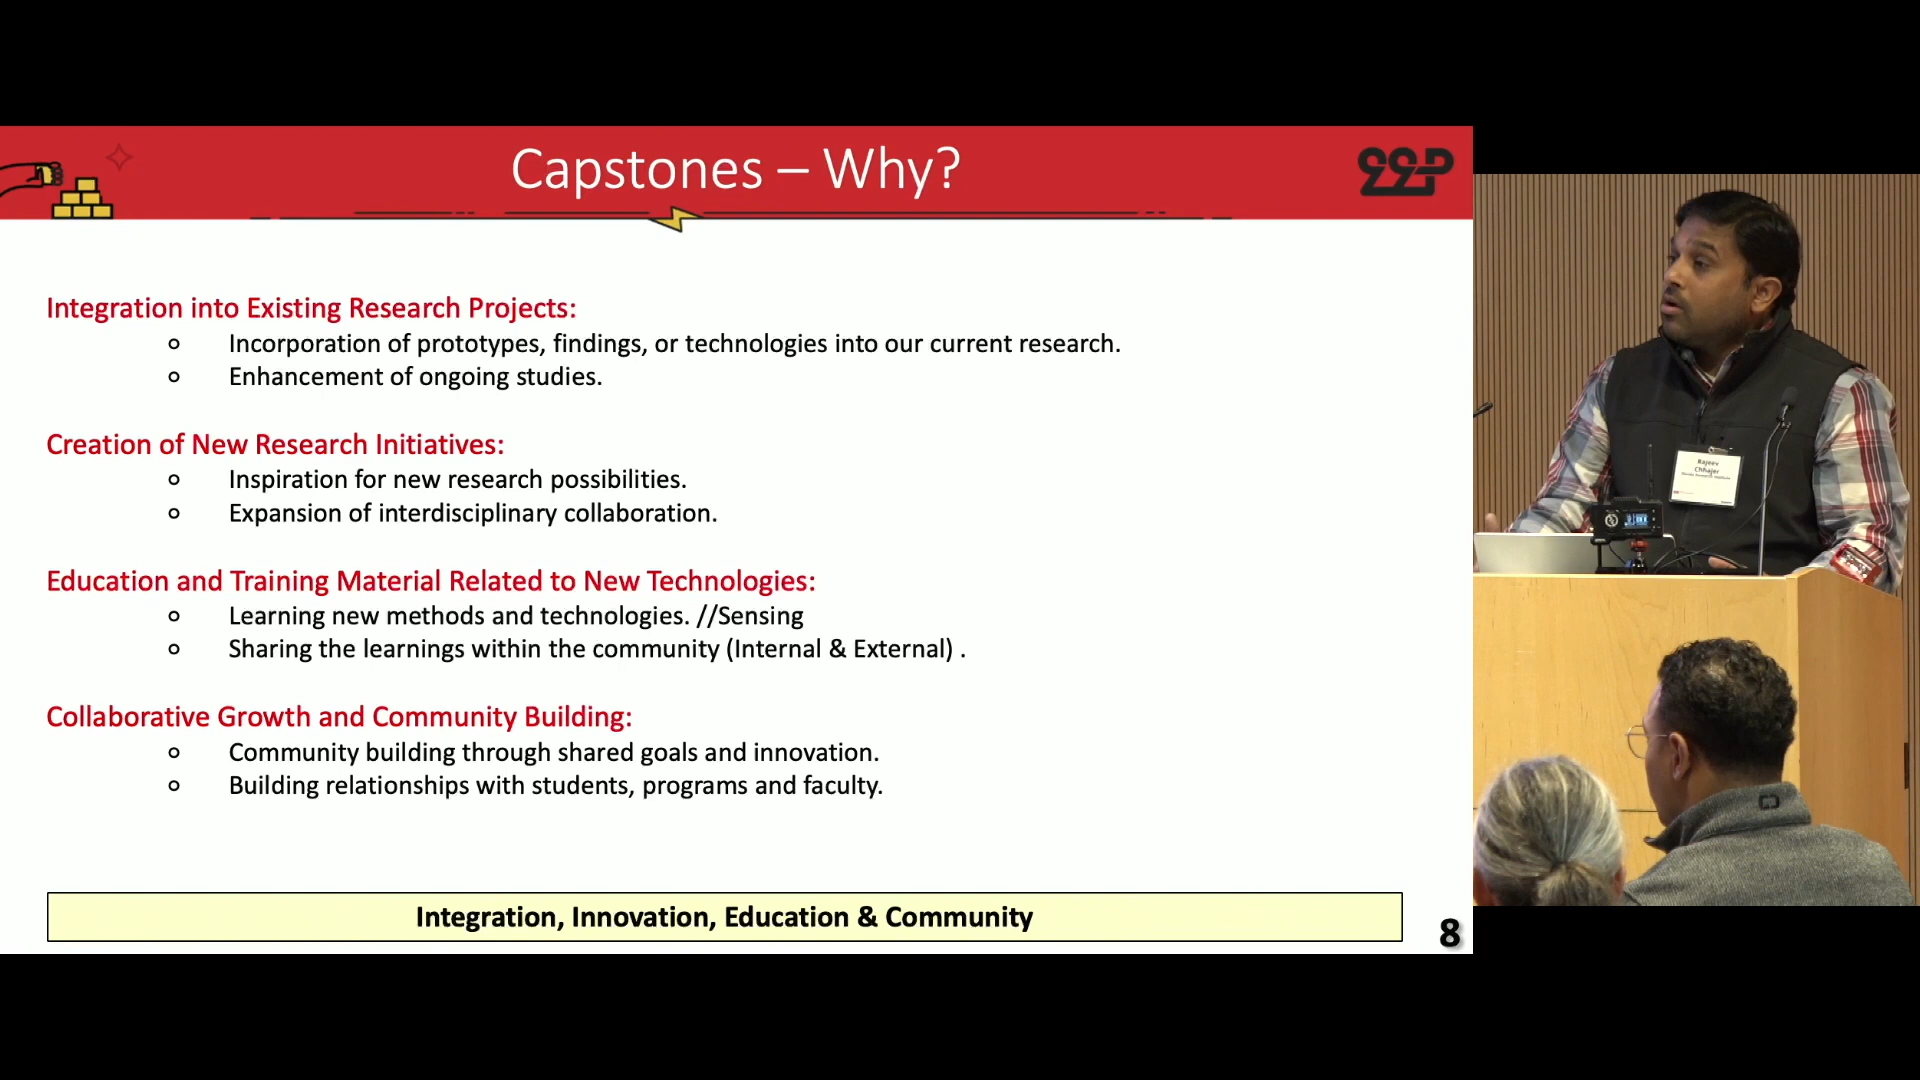 Capstones – Why?
99P
Integration into Existing Research Projects:
Incorporation of prototypes, findings, or technologies into our current research.
Enhancement of ongoing studies.
Creation of New Research Initiatives:
Inspiration for new research possibilities.
Expansion of interdisciplinary collaboration.
Education and Training Material Related to New Technologies:
Learning new methods and technologies. //Sensing
Sharing the learnings within the community (Internal & External) .
Collaborative Growth and Community Building:
Community building through shared goals and innovation.
Building relationships with students, programs and faculty.
Integration, Innovation, Education & Community
8
Rajeev
Chhajer